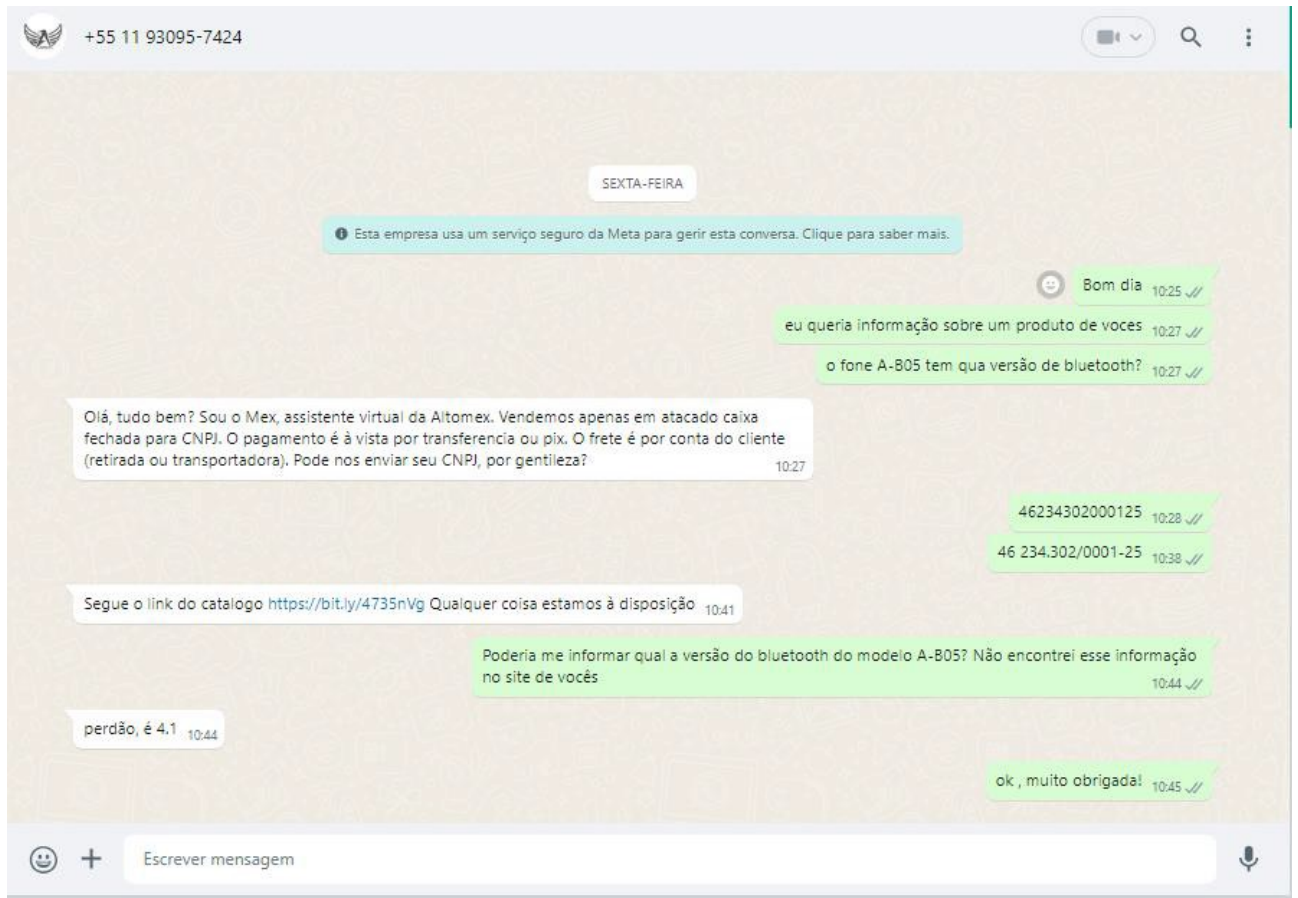 +55 11 93095-7424
SEXTA-FEIRA
Esta empresa usa um serviço seguro da Meta para gerir esta conversa. Clique para saber mais.
Bom dia 10:25
eu queria informação sobre um produto de voces 10:27
o fone A-B05 tem qua versão de bluetooth? 10:27
Olá, tudo bem? Sou o Mex, assistente virtual da Altomex. Vendemos apenas em atacado caixa
fechada para CNPJ. O pagamento é à vista por transferencia ou pix. O frete é por conta do cliente
(retirada ou transportadora). Pode nos enviar seu CNPJ, por gentileza? 10:27
46234302000125 10:28
46 234.302/0001-25 10:38
Segue o link do catalogo https://bit.ly/4735nVg Qualquer coisa estamos à disposição 10:41
Poderia me informar qual a versão do bluetooth do modelo A-B05? Não encontrei esse informação
no site de vocês 10:44
perdão, é 4.1 10:44
ok , muito obrigada! 10:45
Escrever mensagem